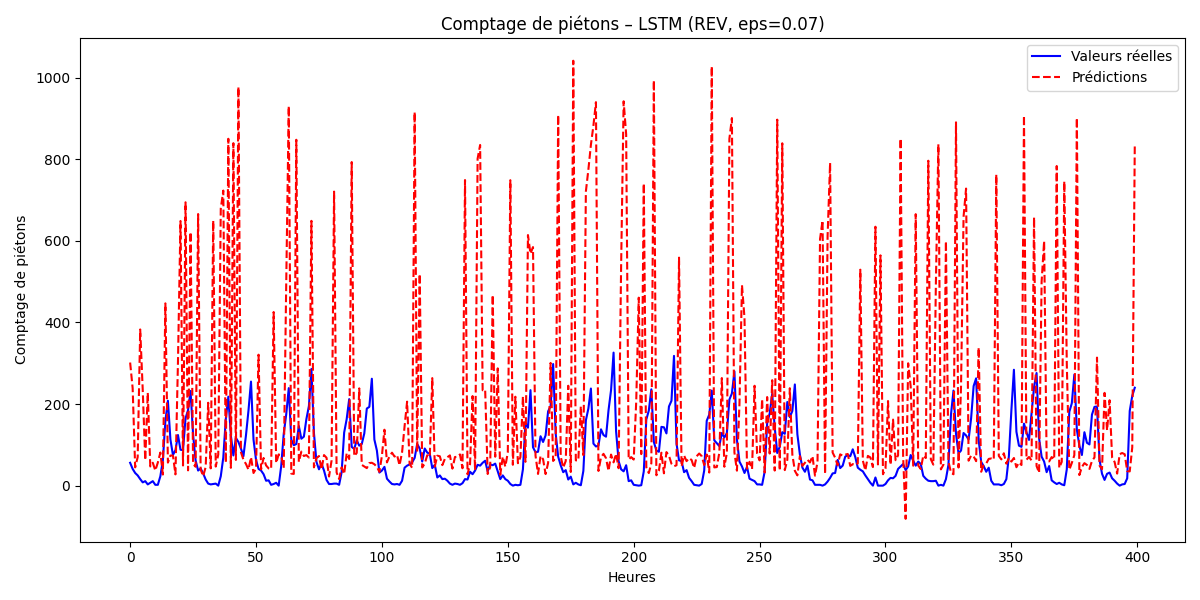 Comptage de piétons – LSTM (REV, eps=0.07)
Valeurs réelles
Prédictions
Comptage de piétons
1000
800
600
400
200
0
0 50 100 150 200 250 300 350 400
Heures